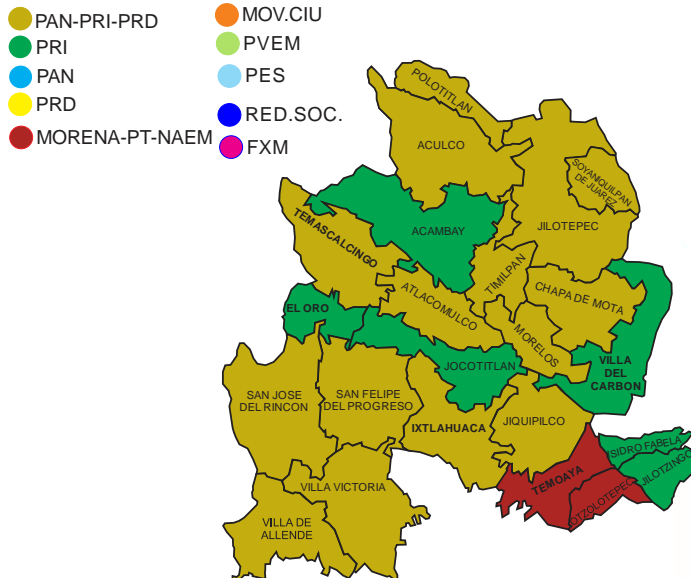 PAN-PRI-PRD
PRI
PAN
PRD
MORENA-PT-NAEM
MOV.CIU
PVEM
PES
RED.SOC.
FXM
POLOTITLAN
ACULCO
SOYANIQUILPAN
DE JUAREZ
TEMASCALCINGO
ACAMBAY
JILOTEPEC
TIMILPAN
ATLACOMULCO
CHAPA DE MOTA
EL ORO
MORELOS
JOCOTITLAN
VILLA
DEL
CARBON
SAN JOSE
DEL RINCON
SAN FELIPE
DEL PROGRESO
IXTLAHUACA
JIQUIPILCO
ISIDRO FABELA
JILOTZINGO
TEMOAYA
OTZOLOTEPEC
VILLA VICTORIA
VILLA DE
ALLENDE